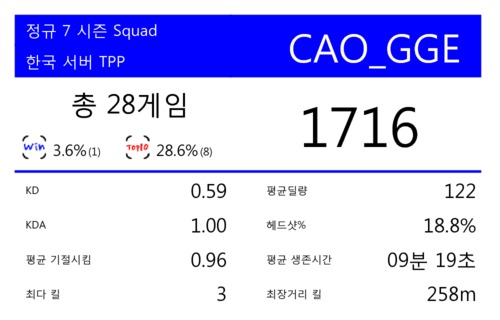 정규 7 시즌 Squad
한국 서버 TPP
CAO_GGE
총 28게임
Win 3.6%(1) TOP10 28.6%(8)
1716
KD 0.59
평균딜량 122
KDA 1.00
헤드샷% 18.8%
평균 기절시킴 0.96
평균 생존시간 09분 19초
최다 킬 3
최장거리 킬 258m